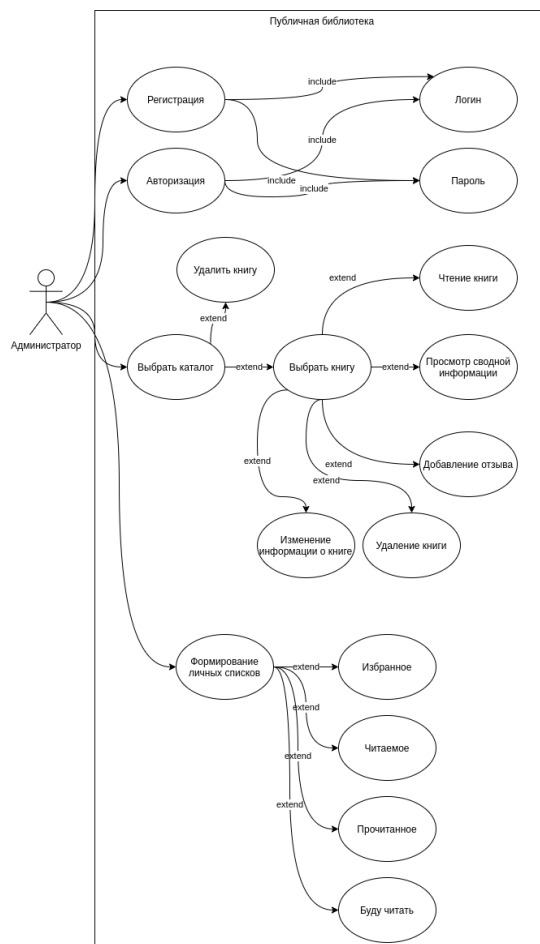 Публичная библиотека
Регистрация
include
Логин
include
Авторизация
include
include
Пароль
Удалить книгу
extend
Чтение книги
extend
Администратор
Выбрать каталог
extend
Выбрать книгу
extend
Просмотр сводной
информации
extend
extend
extend
Добавление отзыва
Изменение
информации о книге
Удаление книги
Формирование
личных списков
extend
Избранное
extend
Читаемое
extend
Прочитанное
extend
Буду читать